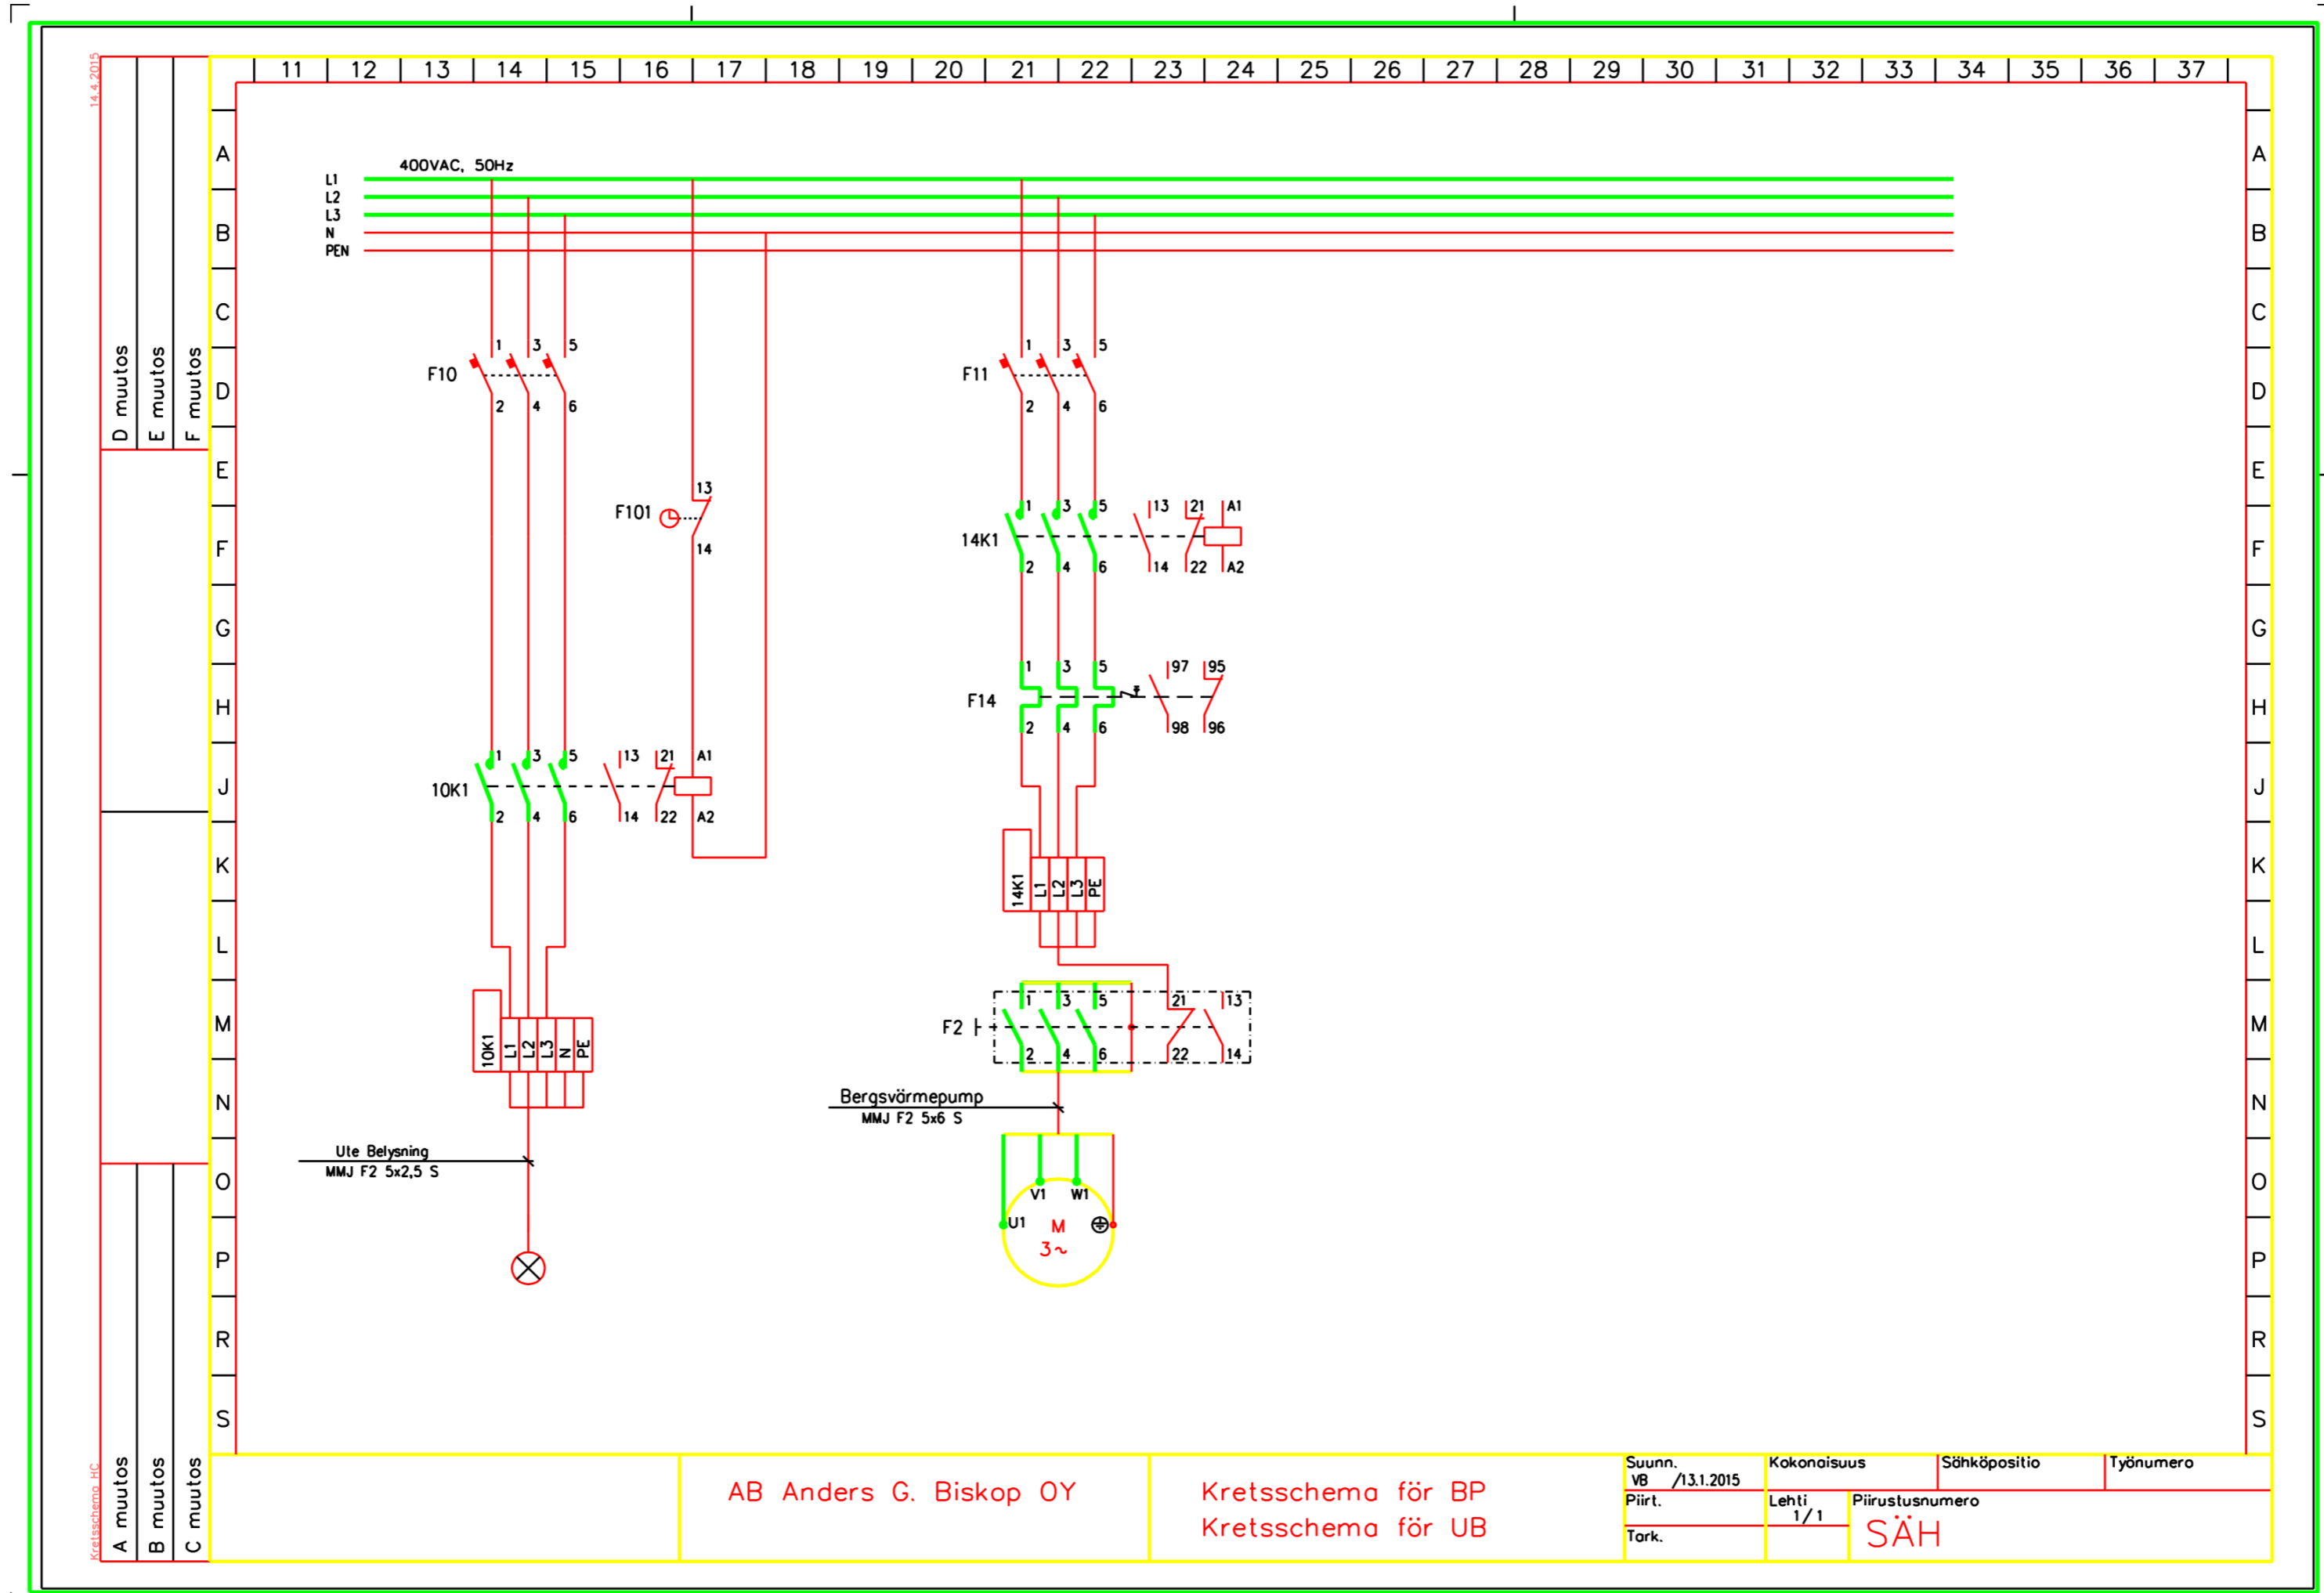 14.4.2015
11 12 13 14 15 16 17 18 19 20 21 22 23 24 25 26 27 28 29 30 31 32 33 34 35 36 37
D muutos
E muutos
F muutos
A A
B B
C C
D D
E E
F F
G G
H H
J J
K K
L L
M M
N N
O O
P P
R R
S S
400VAC, 50Hz
L1
L2
L3
N
PEN
1 3 5
F10
2 4 6
13
F101
14
1 3 5 13 21 A1
10K1
2 4 6 14 22 A2
10K1 L1 L2 L3 N PE
Ute Belysning
MMJ F2 5x2,5 S
1 3 5
F11
2 4 6
1 3 5 13 21 A1
14K1
2 4 6 14 22 A2
1 3 5 97 95
F14
2 4 6 98 96
14K1 L1 L2 L3 PE
1 3 5 21 13
F2
2 4 6 22 14
Bergsvärmepump
MMJ F2 5x6 S
V1 W1
U1 M
3~
Kretsschema HC
A muutos
B muutos
C muutos
AB Anders G. Biskop OY
Kretsschema för BP
Kretsschema för UB
Suunn. Kokonaisuus Sähköpositio Työnumero
VB /13.1.2015
Piirt. Lehti Piirustusnumero
1/1
Tark. SÄH